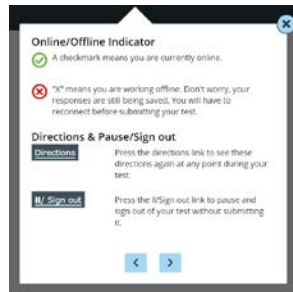 Online/Offline Indicator
A checkmark means you are currently online.
"X" means you are working offline. Don't worry, your
responses are still being saved. You will have to
reconnect before submitting your test.
Directions & Pause/Sign out
Directions
Press the directions link to see these
directions again at any point during your
test.
II/ Sign out
Press the II/Sign out link to pause and
sign out of your test without submitting
it.